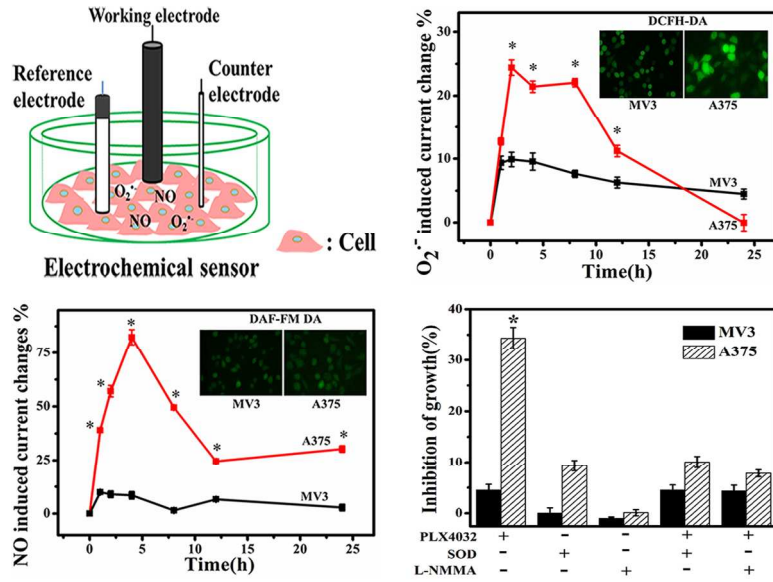 Working electrode
Reference
electrode
Counter
electrode
O₂·⁻
NO
NO
O₂·⁻
: Cell
Electrochemical sensor
O₂·⁻ induced current change %
30
20
10
0
DCFH-DA
MV3
A375
*
*
*
*
MV3
A375
0
5
10
15
20
25
Time(h)
NO induced current changes %
75
50
25
0
DAF-FM DA
MV3
A375
*
*
*
*
*
*
*
A375
MV3
0
5
10
15
20
25
Time(h)
Inhibition of growth(%)
40
30
20
10
0
*
MV3
A375
PLX4032 + - - + +
SOD - + - + -
L-NMMA - - + - +